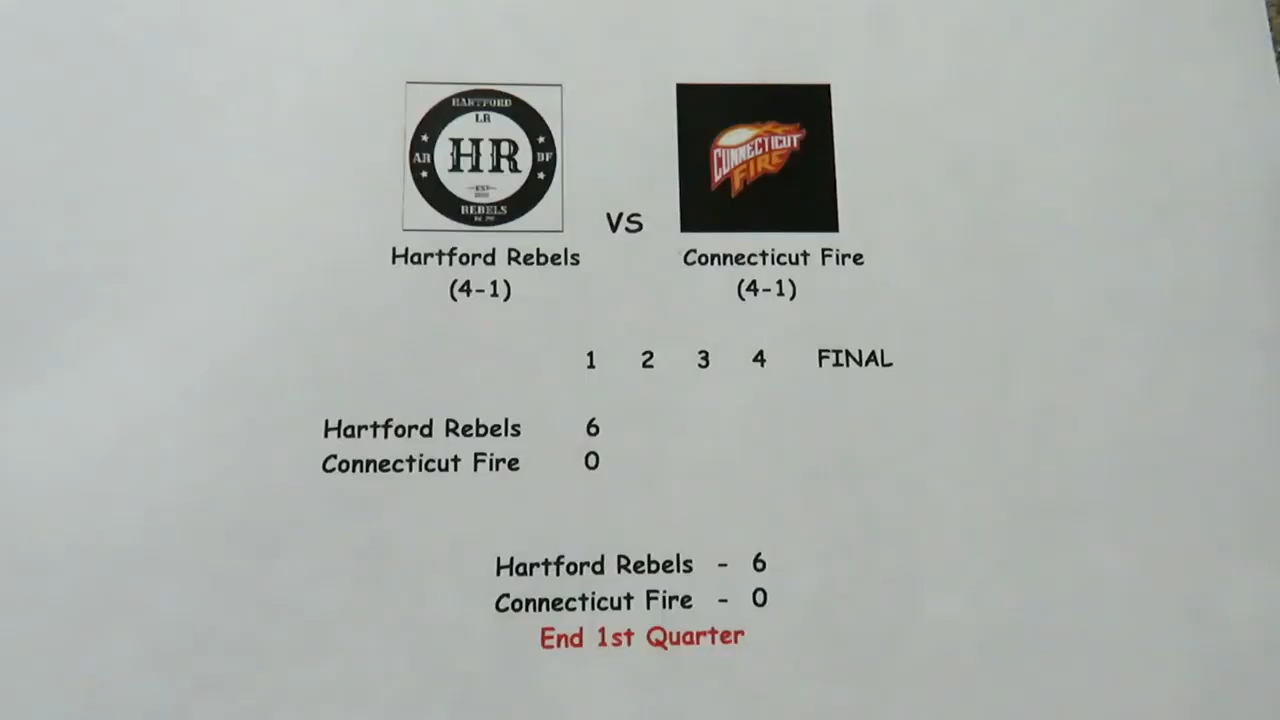 HARTFORD
LR
AR HR BF
EST
REBELS
CONNECTICUT
FIRE
VS
Hartford Rebels Connecticut Fire
(4-1) (4-1)
1 2 3 4 FINAL
Hartford Rebels 6
Connecticut Fire 0
Hartford Rebels - 6
Connecticut Fire - 0
End 1st Quarter